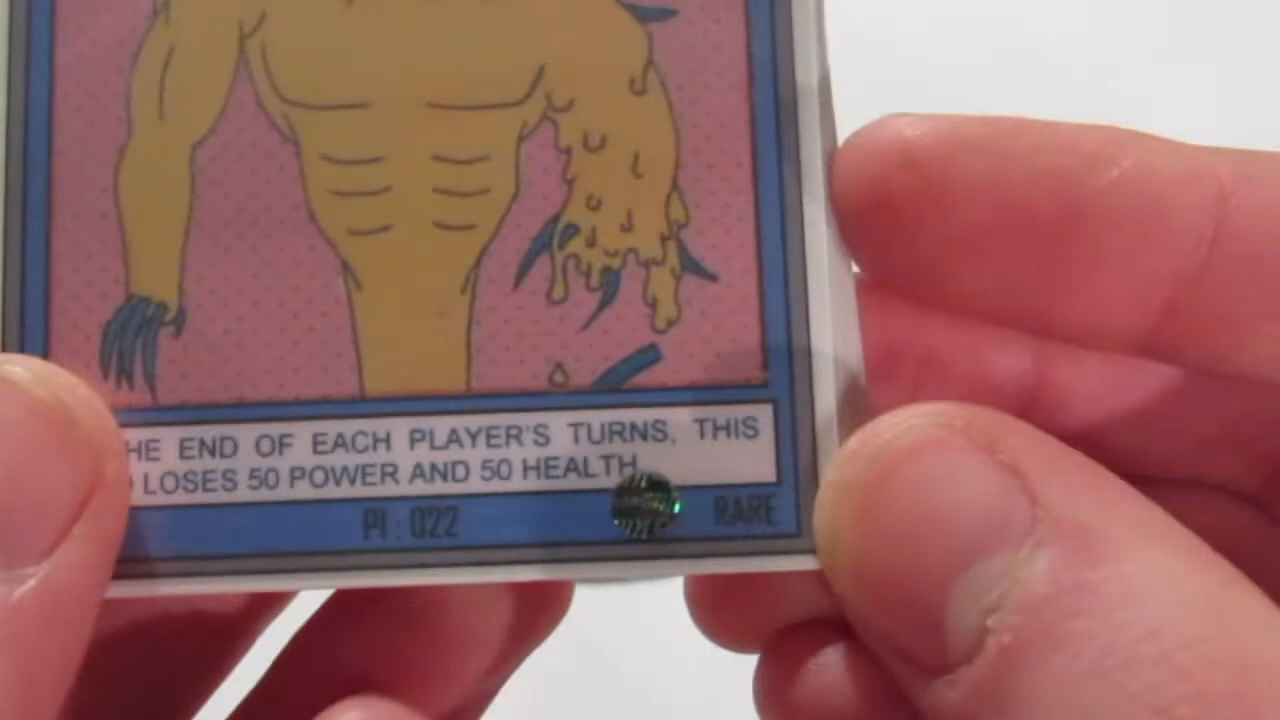 HE END OF EACH PLAYER'S TURNS, THIS
LOSES 50 POWER AND 50 HEALTH
PI : 022
RARE